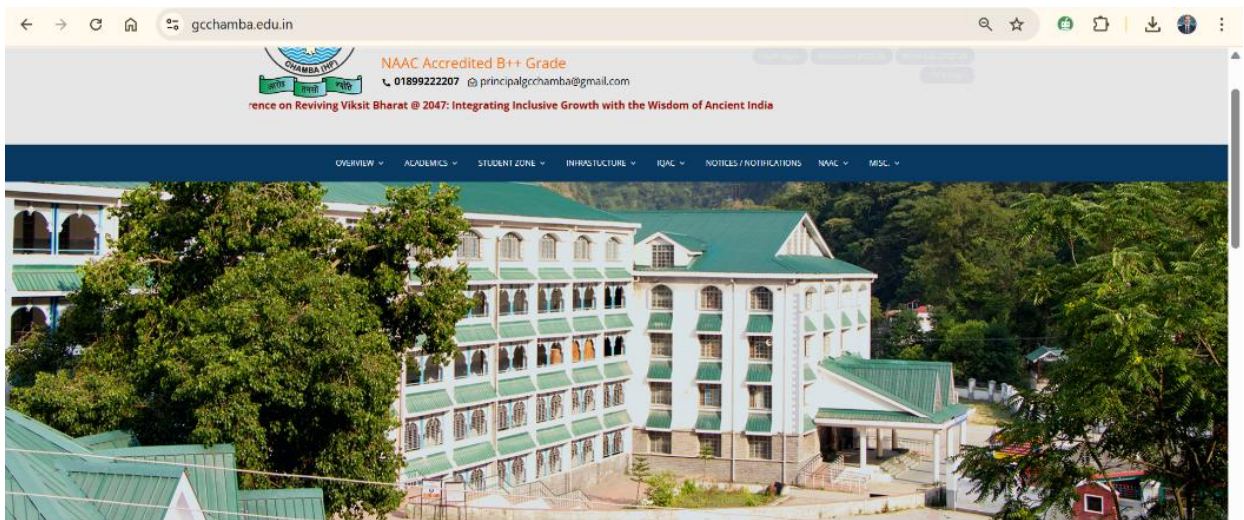 gcchamba.edu.in
CHAMBA (HP)
NAAC Accredited B++ Grade
01899222207 principalgcchamba@gmail.com
rence on Reviving Viksit Bharat @ 2047: Integrating Inclusive Growth with the Wisdom of Ancient India
OVERVIEW ACADEMICS STUDENT ZONE INFRASTUCTURE IQAC NOTICES / NOTIFICATIONS NAAC MISC.